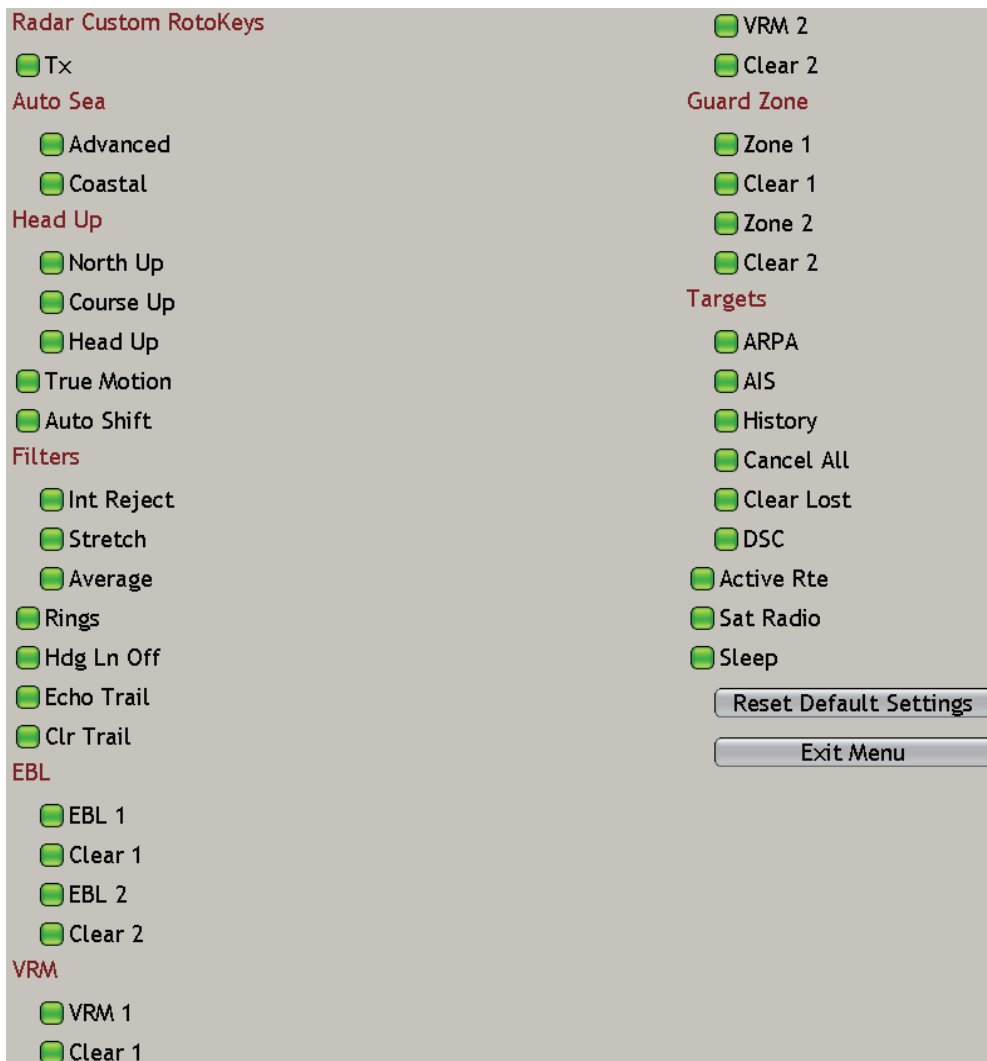 Radar Custom RotoKeys
Tx
Auto Sea
Advanced
Coastal
Head Up
North Up
Course Up
Head Up
True Motion
Auto Shift
Filters
Int Reject
Stretch
Average
Rings
Hdg Ln Off
Echo Trail
Clr Trail
EBL
EBL 1
Clear 1
EBL 2
Clear 2
VRM
VRM 1
Clear 1
VRM 2
Clear 2
Guard Zone
Zone 1
Clear 1
Zone 2
Clear 2
Targets
ARPA
AIS
History
Cancel All
Clear Lost
DSC
Active Rte
Sat Radio
Sleep
Reset Default Settings
Exit Menu